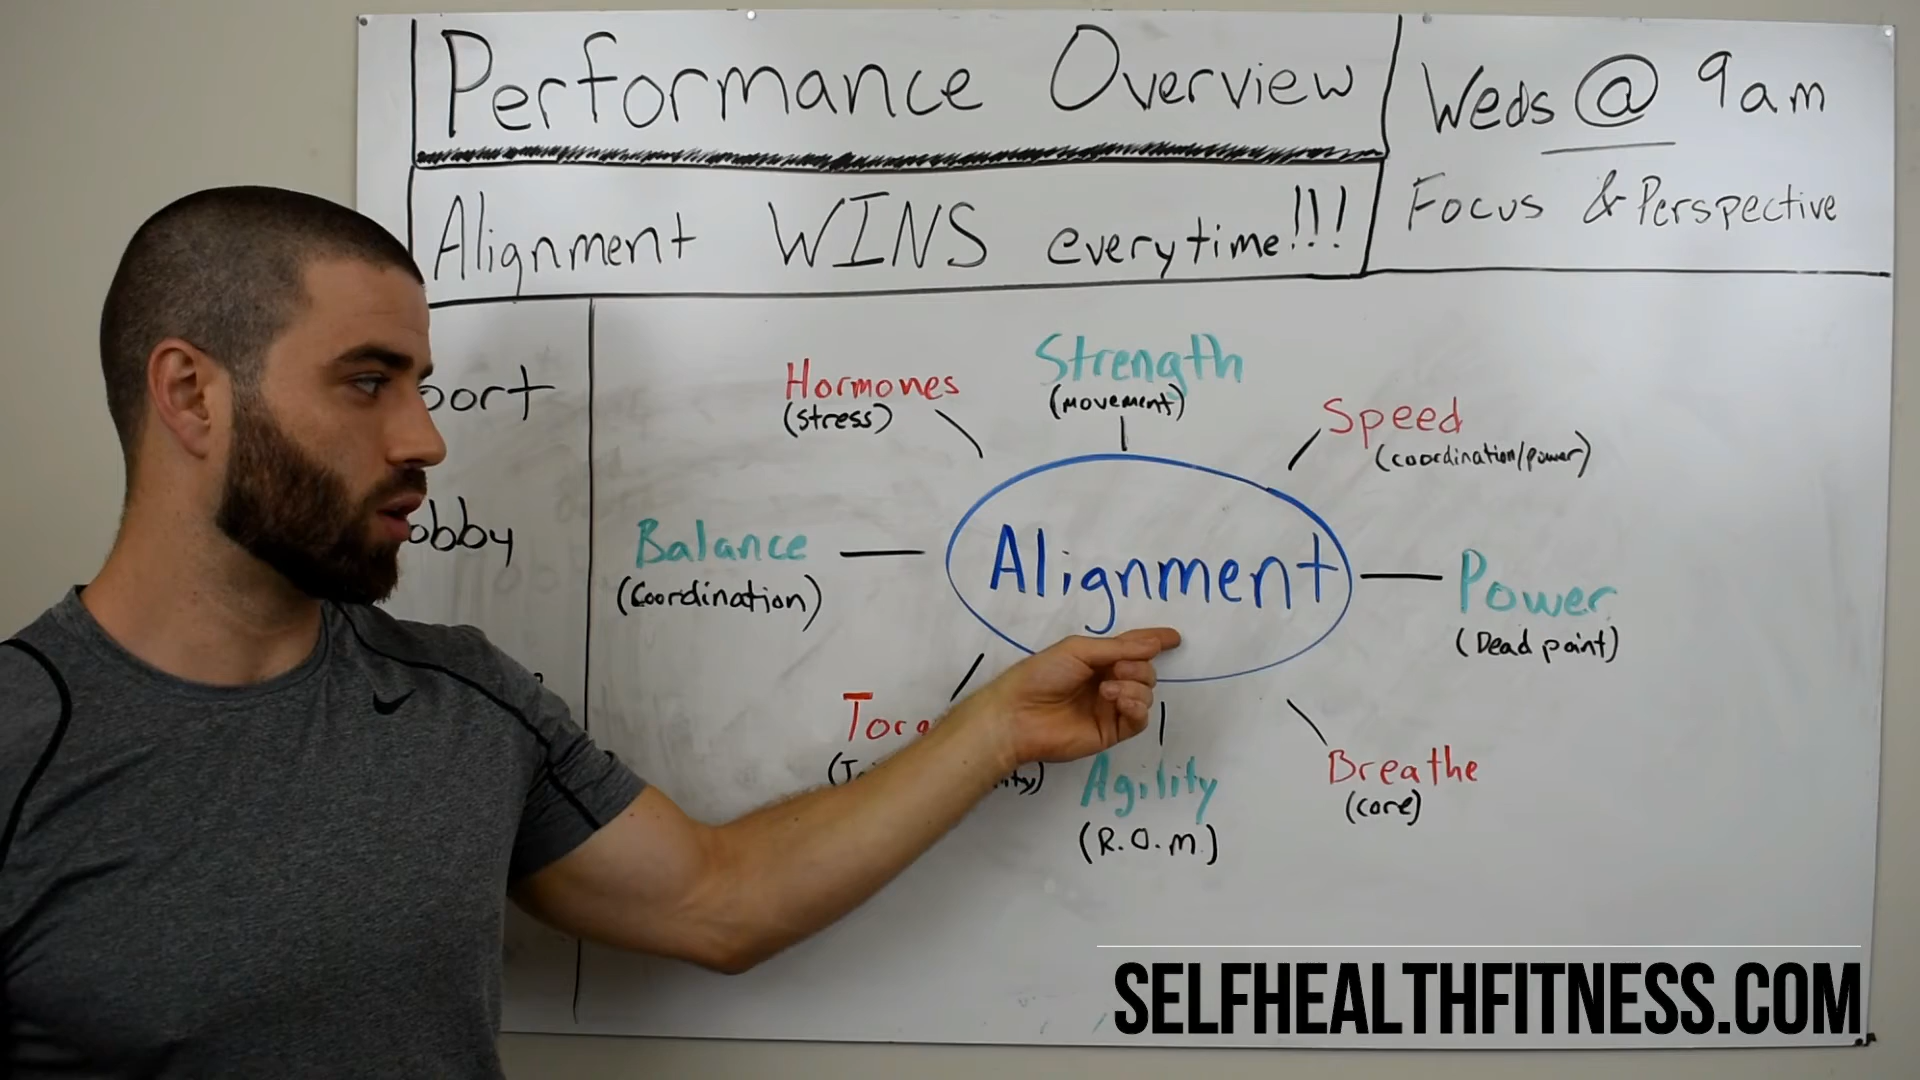 Performance Overview
Weds @ 9am
Alignment WINS everytime!!!
Focus & Perspective
Strength
(movement)
Hormones
(stress)
Speed
(coordination/power)
Balance
(Coordination)
Alignment
Power
(Dead point)
Agility
(R.O.M.)
Breathe
(core)
SELFHEALTHFITNESS.COM